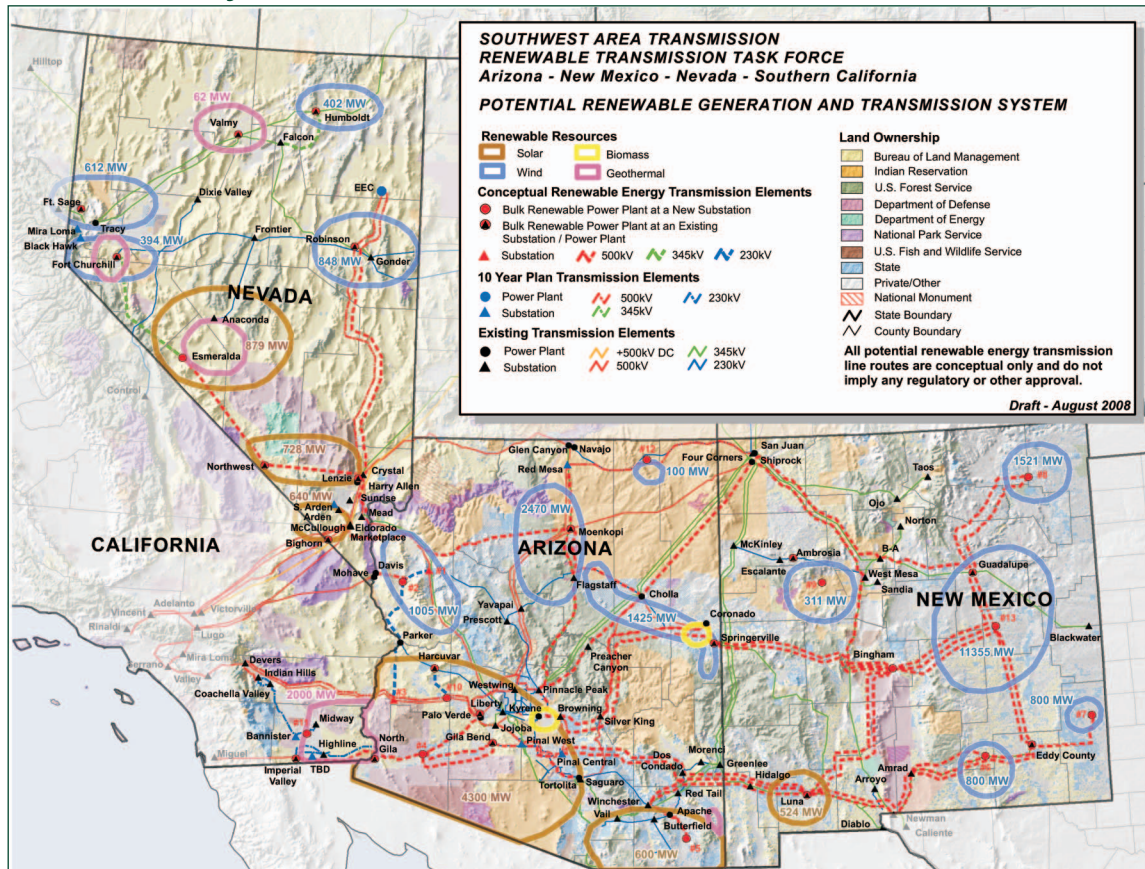 SOUTHWEST AREA TRANSMISSION
RENEWABLE TRANSMISSION TASK FORCE
Arizona - New Mexico - Nevada - Southern California
POTENTIAL RENEWABLE GENERATION AND TRANSMISSION SYSTEM
Renewable Resources
Solar
Biomass
Wind
Geothermal
Conceptual Renewable Energy Transmission Elements
Bulk Renewable Power Plant at a New Substation
Bulk Renewable Power Plant at an Existing
Substation / Power Plant
Substation
500kV
345kV
230kV
10 Year Plan Transmission Elements
Power Plant
500kV
230kV
Substation
345kV
Existing Transmission Elements
Power Plant
+500kV DC
345kV
Substation
500kV
230kV
Land Ownership
Bureau of Land Management
Indian Reservation
U.S. Forest Service
Department of Defense
Department of Energy
National Park Service
U.S. Fish and Wildlife Service
State
Private/Other
National Monument
State Boundary
County Boundary
All potential renewable energy transmission
line routes are conceptual only and do not
imply any regulatory or other approval.
Draft - August 2008
Hilltop
62 MW
Valmy
402 MW
Humboldt
Falcon
612 MW
Dixie Valley
EEC
Ft. Sage
Tracy
Mira Loma
Black Hawk
394 MW
Frontier
Robinson
Fort Churchill
848 MW
Gonder
NEVADA
Anaconda
879 MW
Esmeralda
Control
728 MW
Northwest
Crystal
Lenzie
Harry Allen
640 MW
Sunrise
S. Arden
Arden
Mead
McCullough
Eldorado
Marketplace
Bighorn
CALIFORNIA
Davis
Mohave
Adelanto
Victorville
Vincent
Rinaldi
Lugo
Mira Loma
Serrano
Valley
Devers
Indian Hills
Coachella Valley
2000 MW
Midway
Bannister
Highline
Miguel
Imperial
Valley
TBD
North
Gila
Glen Canyon
Navajo
Red Mesa
100 MW
Four Corners
San Juan
Shiprock
Taos
1521 MW
Ojo
Norton
2470 MW
Moenkopi
ARIZONA
McKinley
Ambrosia
B-A
Escalante
West Mesa
Sandia
Guadalupe
1005 MW
Flagstaff
Yavapai
Cholla
Prescott
1425 MW
Coronado
Springerville
311 MW
NEW MEXICO
#13
Blackwater
11355 MW
Bingham
Parker
Preacher
Canyon
Harcuvar
Westwing
Pinnacle Peak
#3
#10
Liberty
Kyrene
Browning
Palo Verde
Jojoba
Silver King
Gila Bend
Pinal West
Pinal Central
Dos
Condado
Morenci
Greenlee
Hidalgo
Tortolita
Saguaro
Red Tail
Winchester
Vail
Apache
Butterfield
4300 MW
600 MW
Luna
524 MW
Arroyo
Amrad
Diablo
Newman
Caliente
800 MW
800 MW
Eddy County